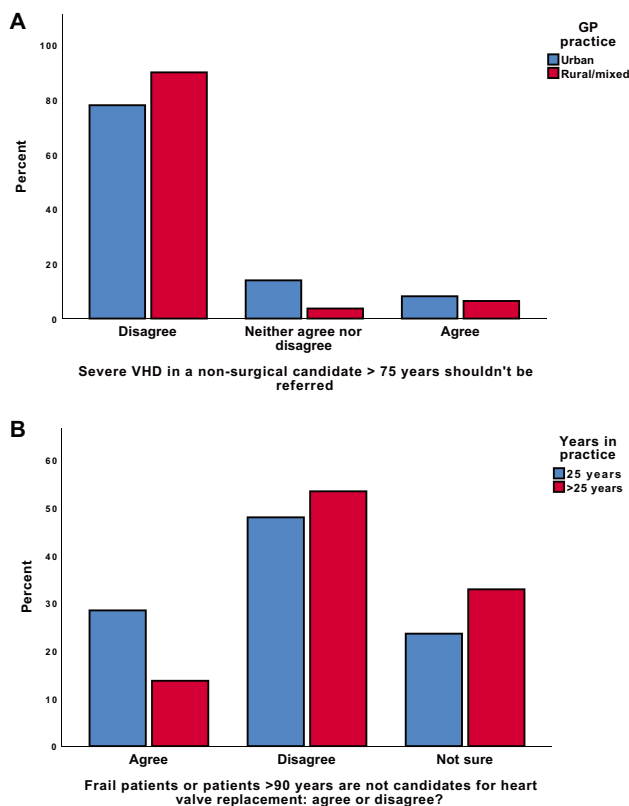 A
GP
practice
Urban
Rural/mixed
100
80
60
40
20
0
Percent
Disagree
Neither agree nor
disagree
Agree
Severe VHD in a non-surgical candidate > 75 years shouldn't be
referred
B
Years in
practice
25 years
>25 years
60
50
40
30
20
10
0
Percent
Agree
Disagree
Not sure
Frail patients or patients >90 years are not candidates for heart
valve replacement: agree or disagree?